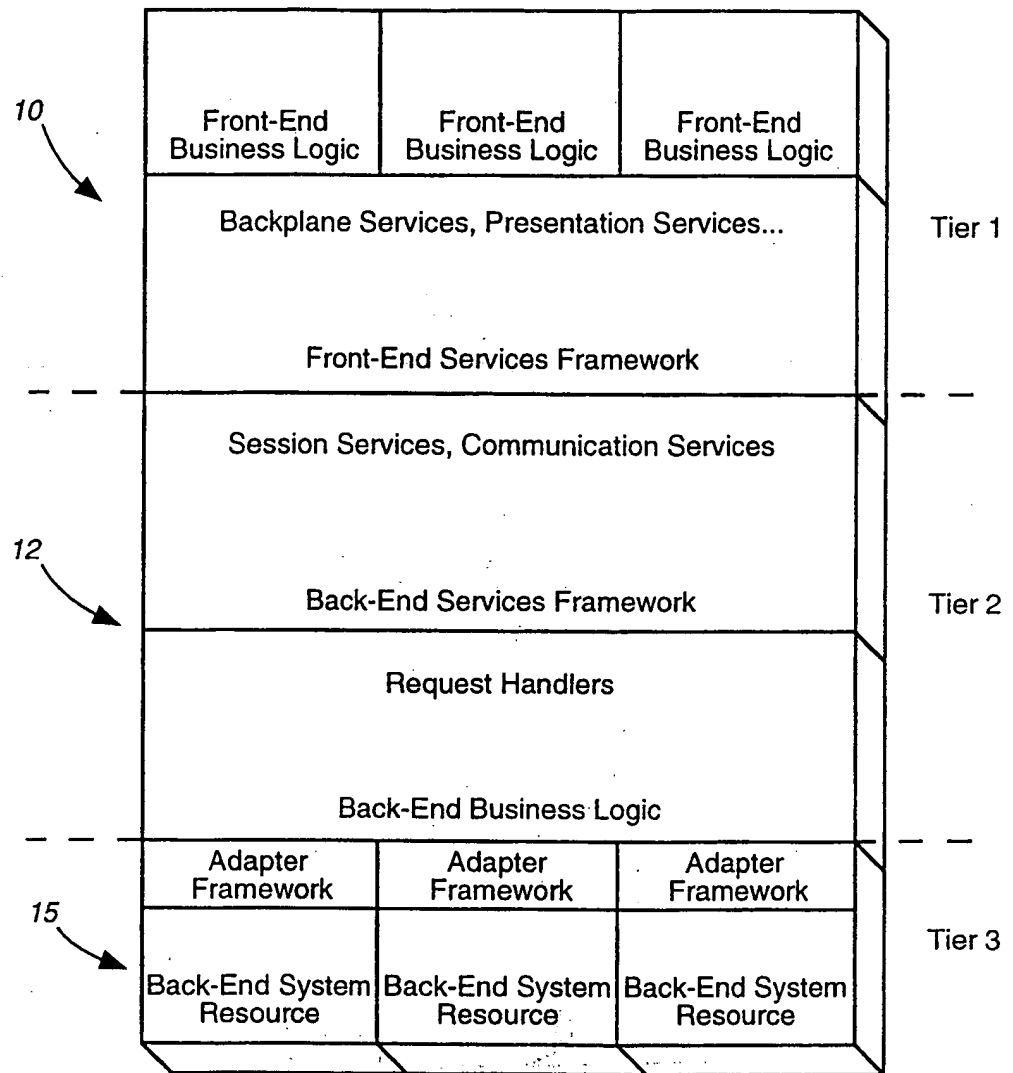 10
Front-End Business Logic
Front-End Business Logic
Front-End Business Logic
Backplane Services, Presentation Services...
Tier 1
Front-End Services Framework
Session Services, Communication Services
12
Back-End Services Framework
Tier 2
Request Handlers
Back-End Business Logic
Adapter Framework
Adapter Framework
Adapter Framework
15
Tier 3
Back-End System Resource
Back-End System Resource
Back-End System Resource